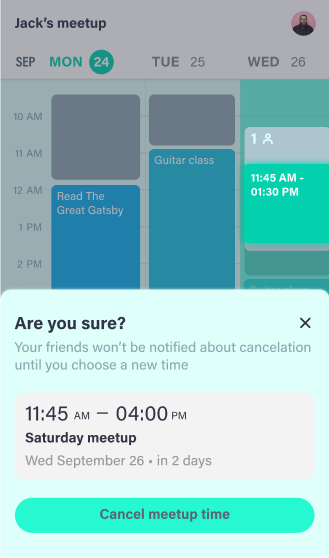 Jack's meetup
SEP MON 24 TUE 25 WED 26
10 AM
11 AM
12 AM
1 PM
2 PM
Guitar class
Read The
Great Gatsby
1
11:45 AM -
01:30 PM
Guitar class
Are you sure?
Your friends won't be notified about cancelation
until you choose a new time
11:45 AM — 04:00 PM
Saturday meetup
Wed September 26 • in 2 days
Cancel meetup time